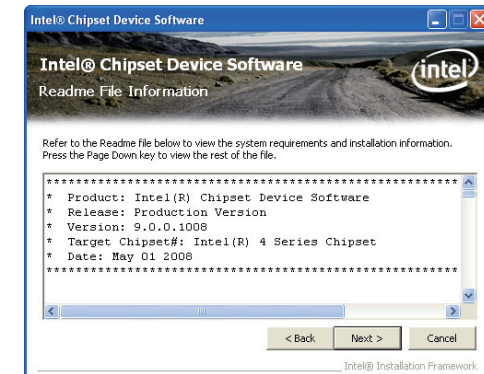 Intel® Chipset Device Software
Intel® Chipset Device Software
intel
Readme File Information
Refer to the Readme file below to view the system requirements and installation information.
Press the Page Down key to view the rest of the file.
********************************************************
* Product: Intel(R) Chipset Device Software
* Release: Production Version
* Version: 9.0.0.1008
* Target Chipset#: Intel(R) 4 Series Chipset
* Date: May 01 2008
********************************************************
< Back Next > Cancel
Intel® Installation Framework